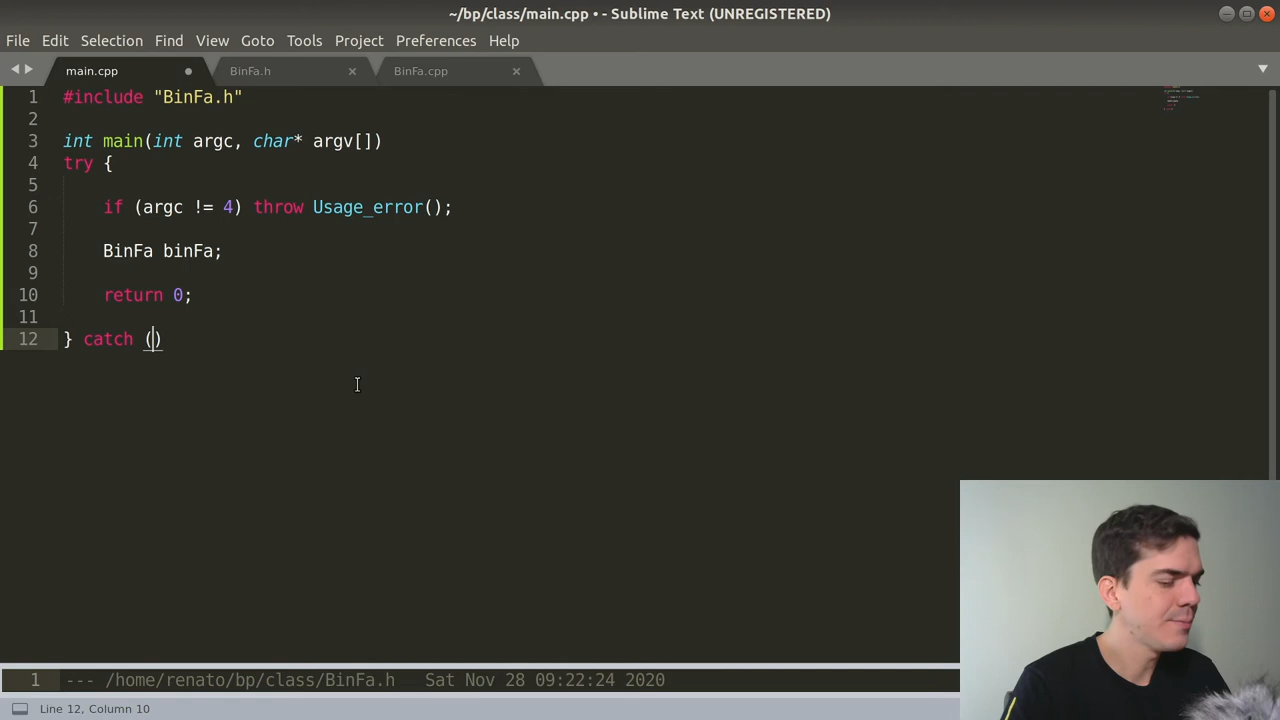 ~/bp/class/main.cpp • - Sublime Text (UNREGISTERED)
File Edit Selection Find View Goto Tools Project Preferences Help
main.cpp BinFa.h BinFa.cpp
1 #include "BinFa.h"
2
3 int main(int argc, char* argv[])
4 try {
5
6 if (argc != 4) throw Usage_error();
7
8 BinFa binFa;
9
10 return 0;
11
12 } catch ()
1 --- /home/renato/bp/class/BinFa.h Sat Nov 28 09:22:24 2020
Line 12, Column 10